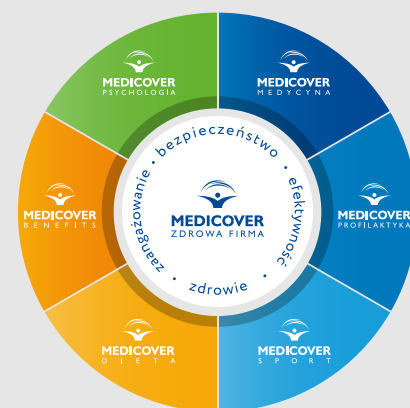 MEDICOVER
PSYCHOLOGIA
MEDICOVER
MEDYCYNA
MEDICOVER
BENEFITS
MEDICOVER
PROFILAKTYKA
MEDICOVER
DIETA
MEDICOVER
SPORT
zaangażowanie • bezpieczeństwo • efektywność • zdrowie •
MEDICOVER
ZDROWA FIRMA